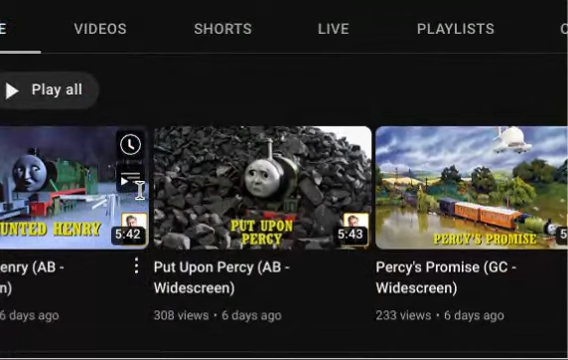 E
VIDEOS
SHORTS
LIVE
PLAYLISTS
Play all
UNTED HENRY
5:42
PUT UPON
PERCY
5:43
PERCY'S PROMISE
5
enry (AB -
n)
6 days ago
Put Upon Percy (AB -
Widescreen)
308 views • 6 days ago
Percy's Promise (GC -
Widescreen)
233 views • 6 days ago